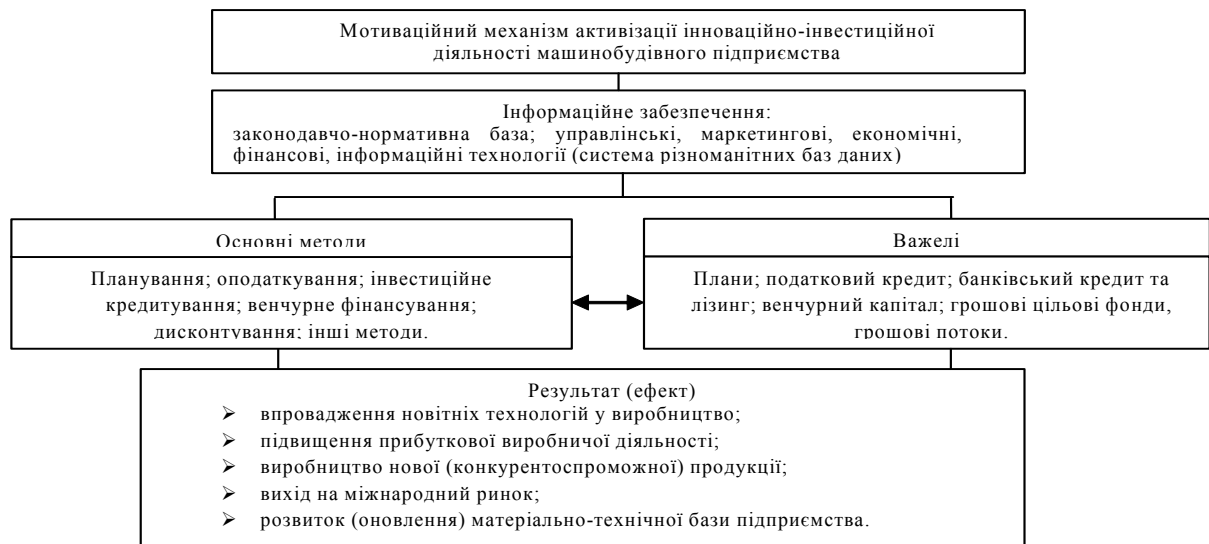 Мотиваційний механізм активізації інноваційно-інвестиційної
діяльності машинобудівного підприємства
Інформаційне забезпечення:
законодавчо-нормативна база; управлінські, маркетингові, економічні,
фінансові, інформаційні технології (система різноманітних баз даних)
Основні методи
Планування; оподаткування; інвестиційне
кредитування; венчурне фінансування;
дисконтування; інші методи.
Важелі
Плани; податковий кредит; банківський кредит та
лізинг; венчурний капітал; грошові цільові фонди,
грошові потоки.
Результат (ефект)
➢ впровадження новітніх технологій у виробництво;
➢ підвищення прибуткової виробничої діяльності;
➢ виробництво нової (конкурентоспроможної) продукції;
➢ вихід на міжнародний ринок;
➢ розвиток (оновлення) матеріально-технічної бази підприємства.